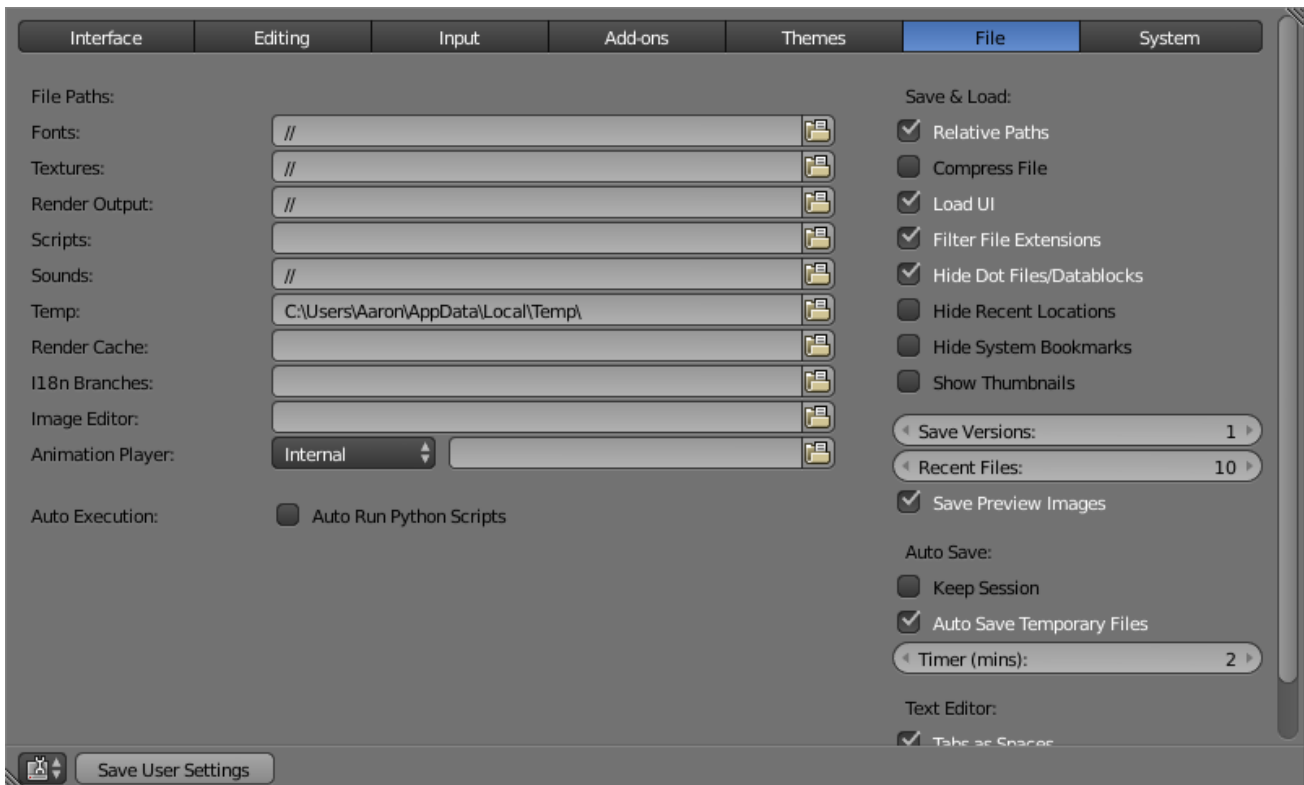 Interface Editing Input Add-ons Themes File System
File Paths:
Fonts: //
Textures: //
Render Output: //
Scripts:
Sounds: //
Temp: C:\Users\Aaron\AppData\Local\Temp\
Render Cache:
I18n Branches:
Image Editor:
Animation Player: Internal
Auto Execution: Auto Run Python Scripts
Save & Load:
Relative Paths
Compress File
Load UI
Filter File Extensions
Hide Dot Files/Datablocks
Hide Recent Locations
Hide System Bookmarks
Show Thumbnails
Save Versions: 1
Recent Files: 10
Save Preview Images
Auto Save:
Keep Session
Auto Save Temporary Files
Timer (mins): 2
Text Editor:
Tabs as Spaces
Save User Settings